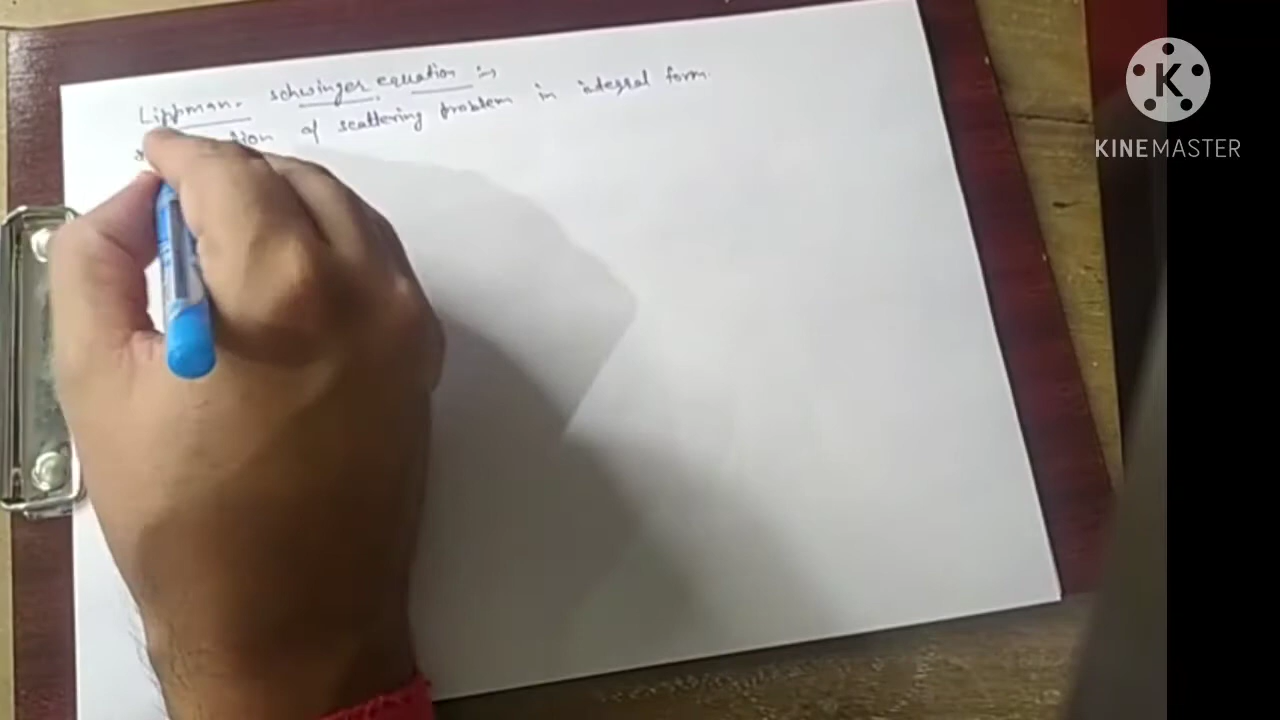 Lippman. schwinger equation is
of scattering problem in integral form.
K
KINEMASTER